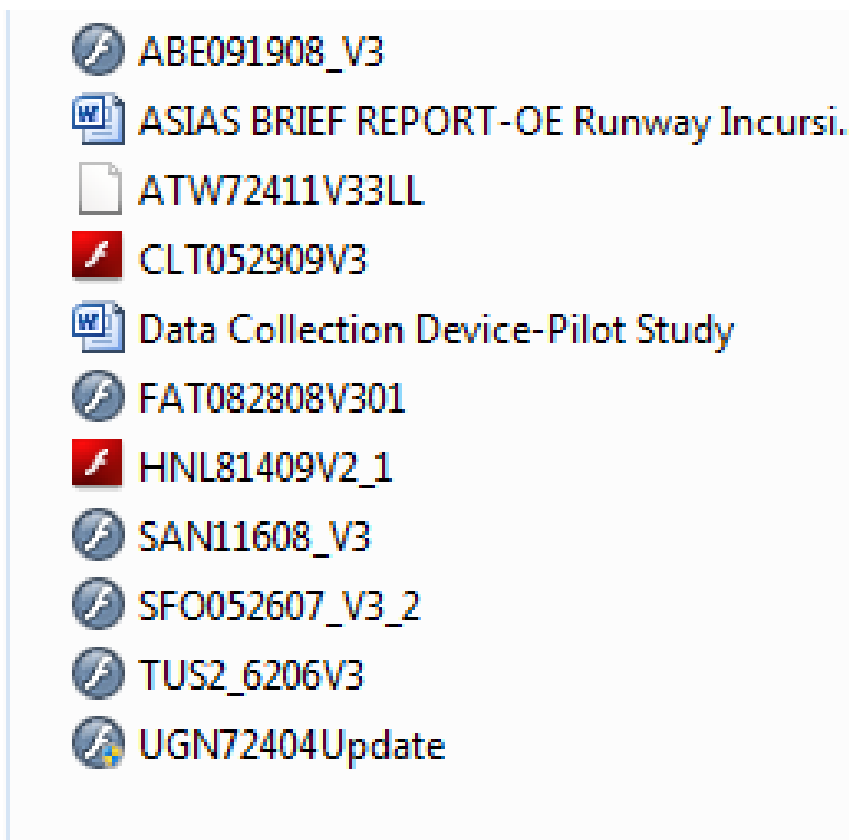 ABE091908_V3
ASIAS BRIEF REPORT-OE Runway Incursi.
ATW72411V33LL
CLT052909V3
Data Collection Device-Pilot Study
FAT082808V301
HNL81409V2_1
SAN11608_V3
SFO052607_V3_2
TUS2_6206V3
UGN72404Update